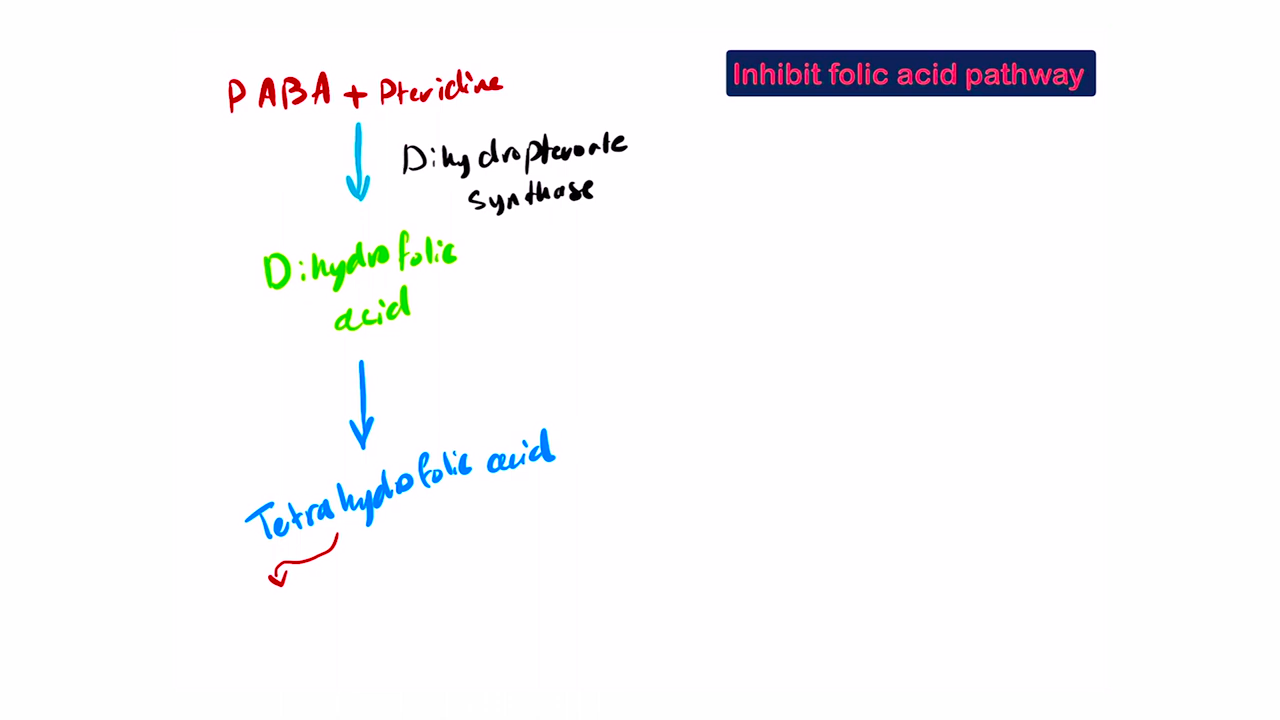 PABA + Pteridine
Inhibit folic acid pathway
Dihydropteroate
synthase
Dihydrofolic
acid
Tetrahydrofolic acid